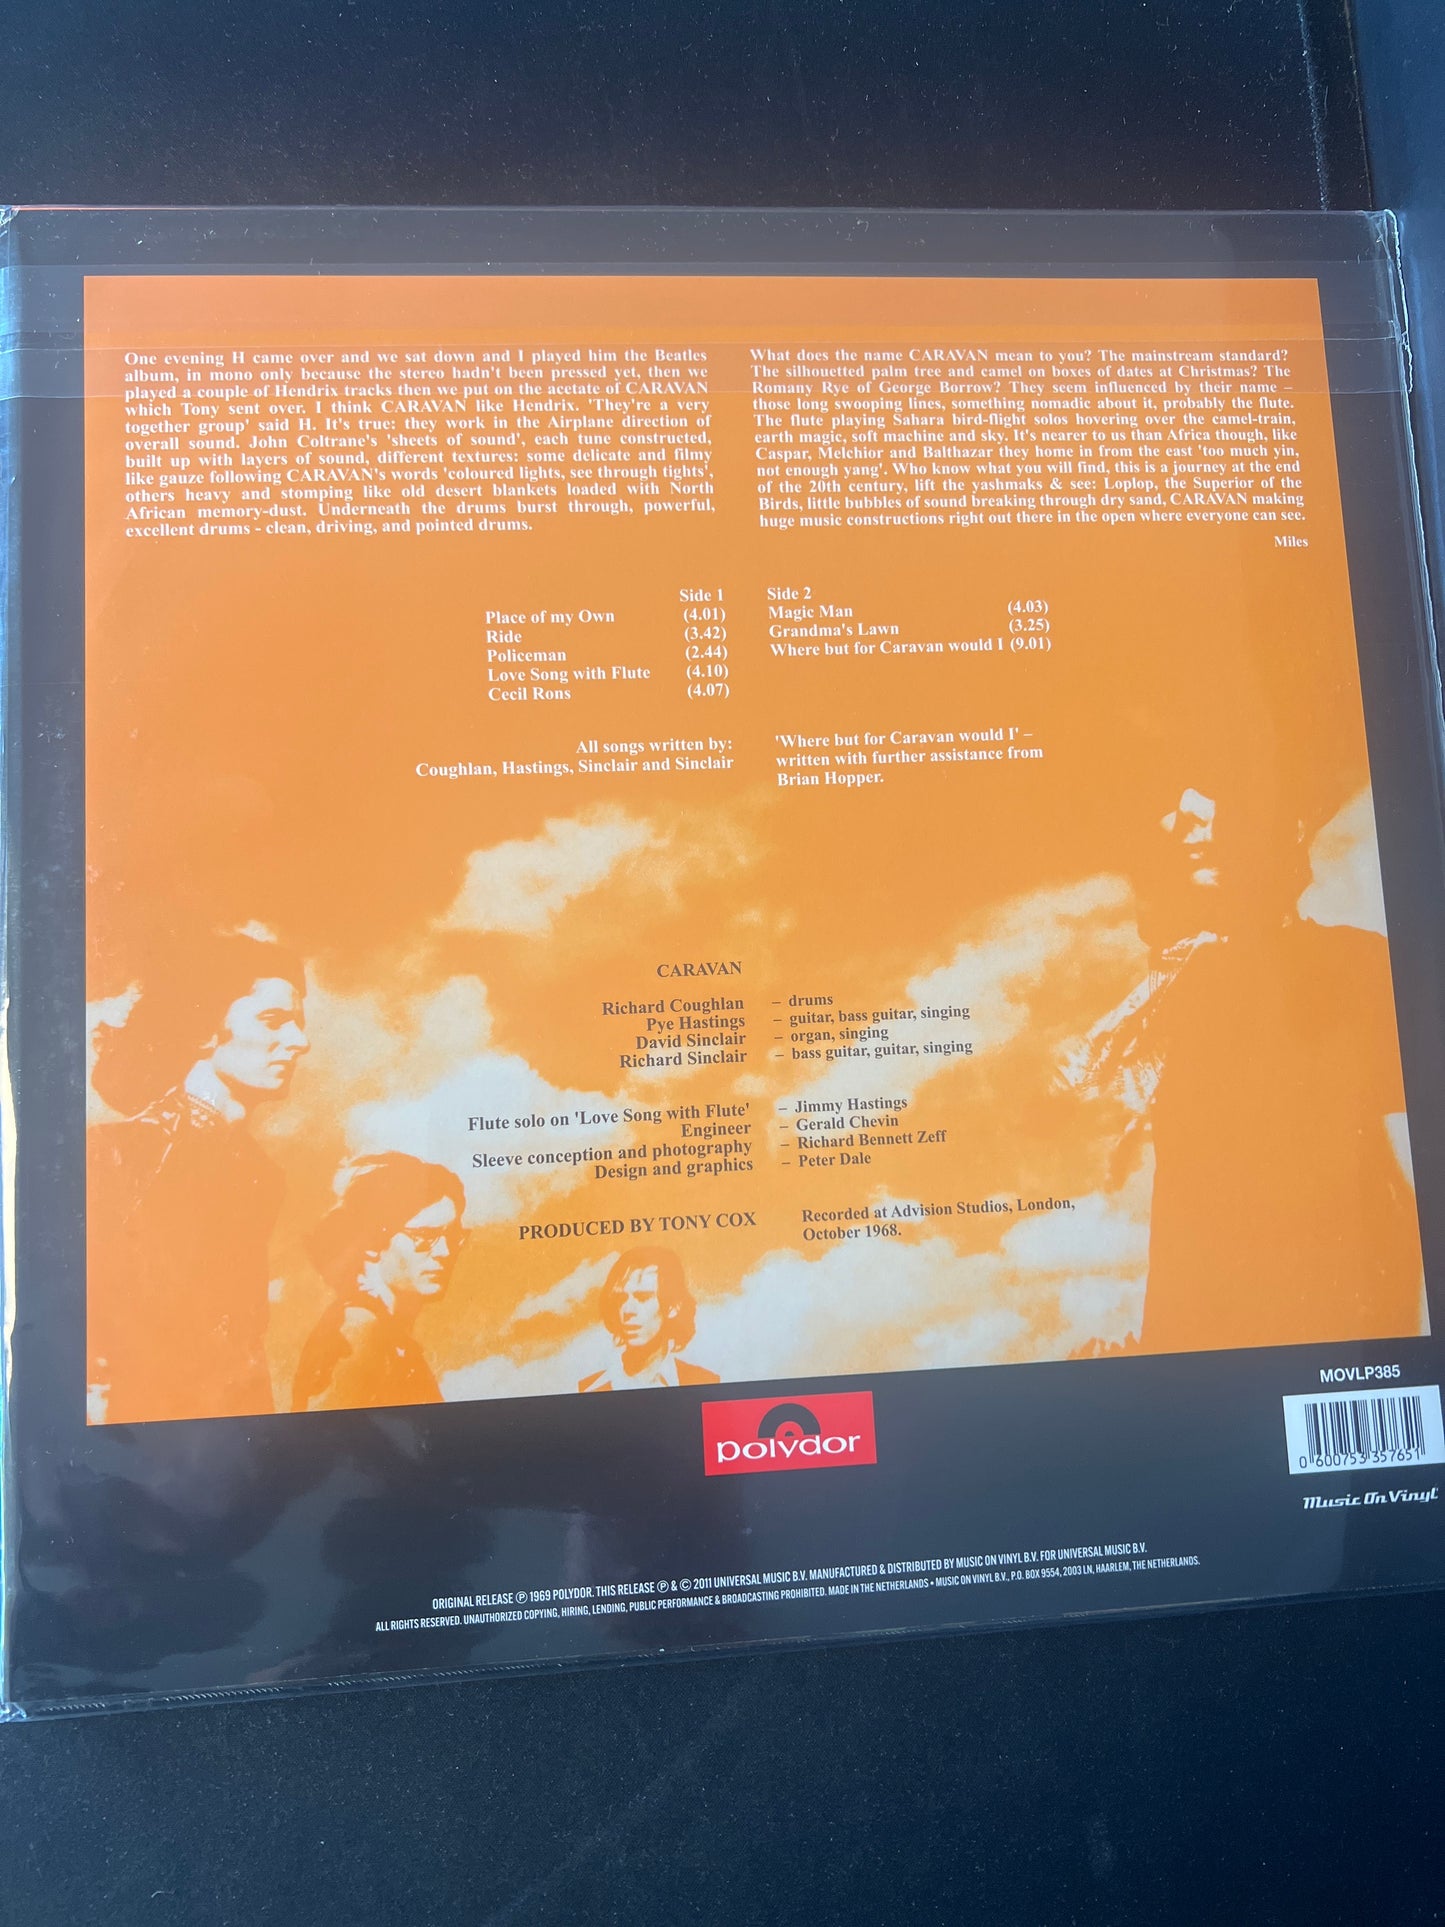 One evening H came over and we sat down and I played him the Beatles
album, in mono only because the stereo hadn't been pressed yet, then we
played a couple of Hendrix tracks then we put on the acetate of CARAVAN
which Tony sent over. I think CARAVAN like Hendrix. 'They're a very
together group' said H. It's true: they work in the Airplane direction of
overall sound. John Coltrane's 'sheets of sound', each tune constructed,
built up with layers of sound, different textures: some delicate and filmy
like gauze following CARAVAN's words 'coloured lights, see through tights',
others heavy and stomping like old desert blankets loaded with North
African memory-dust. Underneath the drums burst through, powerful,
excellent drums - clean, driving, and pointed drums.
What does the name CARAVAN mean to you? The mainstream standard?
The silhouetted palm tree and camel on boxes of dates at Christmas? The
Romany Rye of George Borrow? They seem influenced by their name –
those long swooping lines, something nomadic about it, probably the flute.
The flute playing Sahara bird-flight solos hovering over the camel-train,
earth magic, soft machine and sky. It's nearer to us than Africa though, like
Caspar, Melchior and Balthazar they home in from the east 'too much yin,
not enough yang'. Who know what you will find, this is a journey at the end
of the 20th century, lift the yashmaks & see: Loplop, the Superior of the
Birds, little bubbles of sound breaking through dry sand, CARAVAN making
huge music constructions right out there in the open where everyone can see.
Miles
Side 1
Place of my Own (4.01)
Ride (3.42)
Policeman (2.44)
Love Song with Flute (4.10)
Cecil Rons (4.07)
Side 2
Magic Man (4.03)
Grandma's Lawn (3.25)
Where but for Caravan would I (9.01)
All songs written by:
Coughlan, Hastings, Sinclair and Sinclair
'Where but for Caravan would I' –
written with further assistance from
Brian Hopper.
CARAVAN
Richard Coughlan – drums
Pye Hastings – guitar, bass guitar, singing
David Sinclair – organ, singing
Richard Sinclair – bass guitar, guitar, singing
Flute solo on 'Love Song with Flute' – Jimmy Hastings
Engineer – Gerald Chevin
Sleeve conception and photography – Richard Bennett Zeff
Design and graphics – Peter Dale
PRODUCED BY TONY COX
Recorded at Advision Studios, London,
October 1968.
polydor
MOVLP385
0 600753 357651
Music On Vinyl
ORIGINAL RELEASE ℗ 1969 POLYDOR. THIS RELEASE ℗ & © 2011 UNIVERSAL MUSIC B.V. MANUFACTURED & DISTRIBUTED BY MUSIC ON VINYL B.V. FOR UNIVERSAL MUSIC B.V.
ALL RIGHTS RESERVED. UNAUTHORIZED COPYING, HIRING, LENDING, PUBLIC PERFORMANCE & BROADCASTING PROHIBITED. MADE IN THE NETHERLANDS • MUSIC ON VINYL B.V., P.O. BOX 9554, 2003 LN, HAARLEM, THE NETHERLANDS.